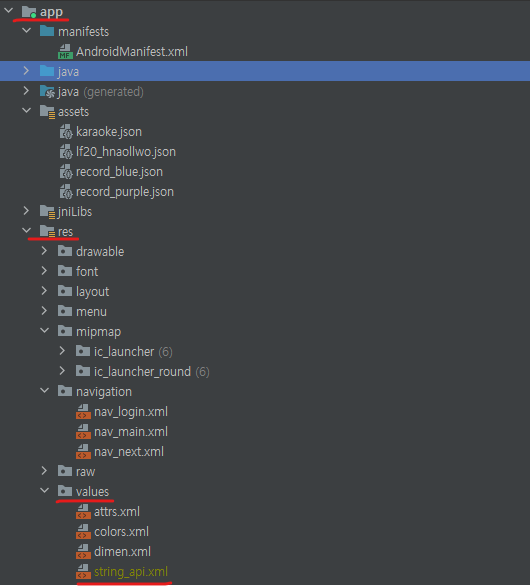 app
manifests
AndroidManifest.xml
java
java (generated)
assets
karaoke.json
lf20_hnaollwo.json
record_blue.json
record_purple.json
jniLibs
res
drawable
font
layout
menu
mipmap
ic_launcher (6)
ic_launcher_round (6)
navigation
nav_login.xml
nav_main.xml
nav_next.xml
raw
values
attrs.xml
colors.xml
dimen.xml
string_api.xml